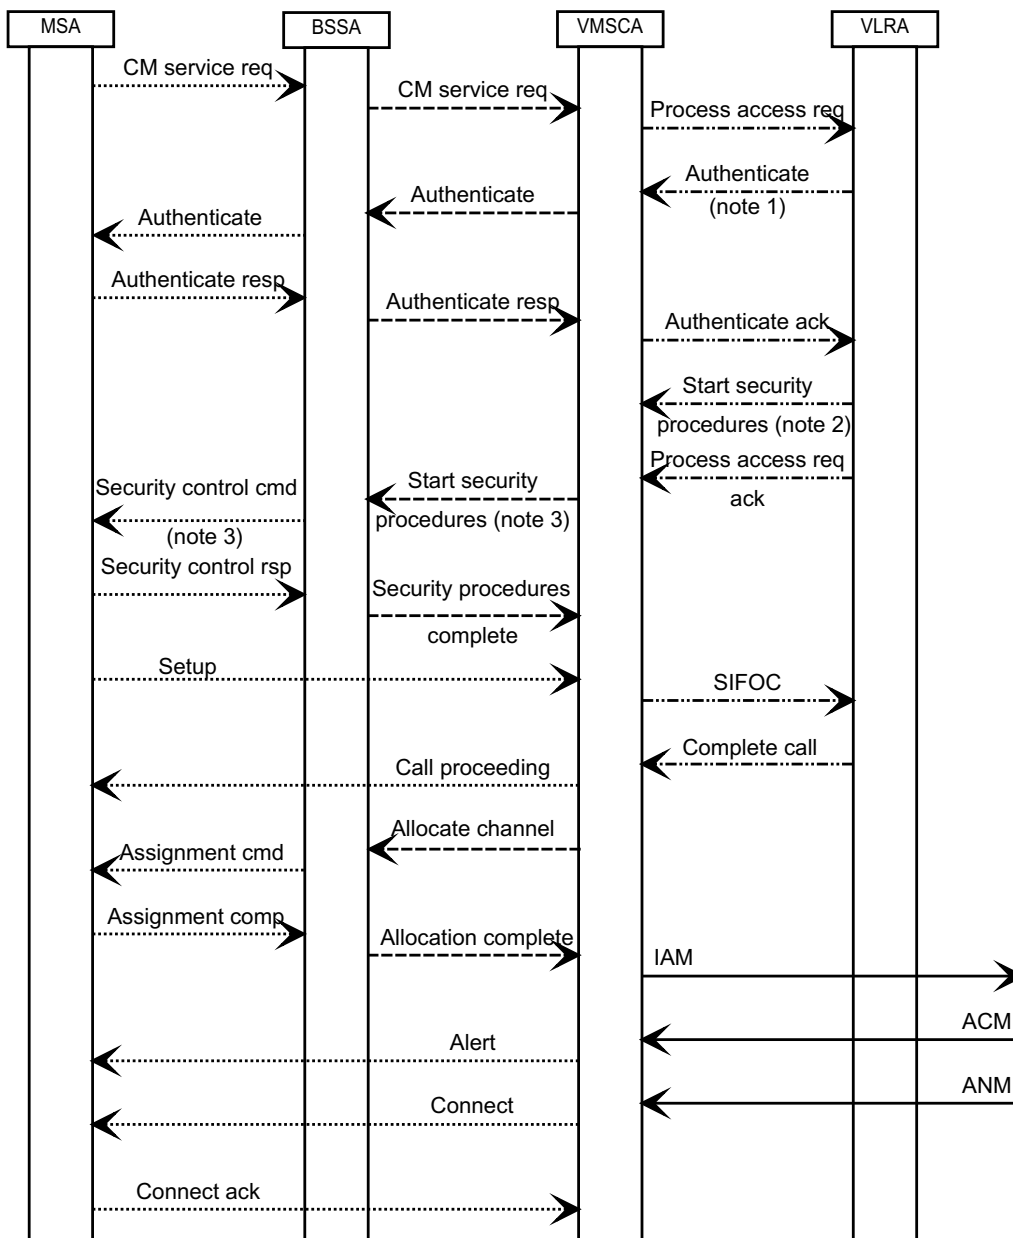 MSA
BSSA
VMSCA
VLRA
CM service req
CM service req
Process access req
Authenticate
(note 1)
Authenticate
Authenticate
Authenticate resp
Authenticate resp
Authenticate ack
Start security
procedures (note 2)
Process access req
ack
Start security
procedures (note 3)
Security control cmd
(note 3)
Security control rsp
Security procedures
complete
Setup
SIFOC
Complete call
Call proceeding
Allocate channel
Assignment cmd
Assignment comp
Allocation complete
IAM
ACM
Alert
ANM
Connect
Connect ack